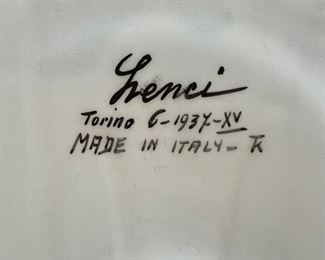 Lenci
Torino 6-1937-XV
MADE IN ITALY-